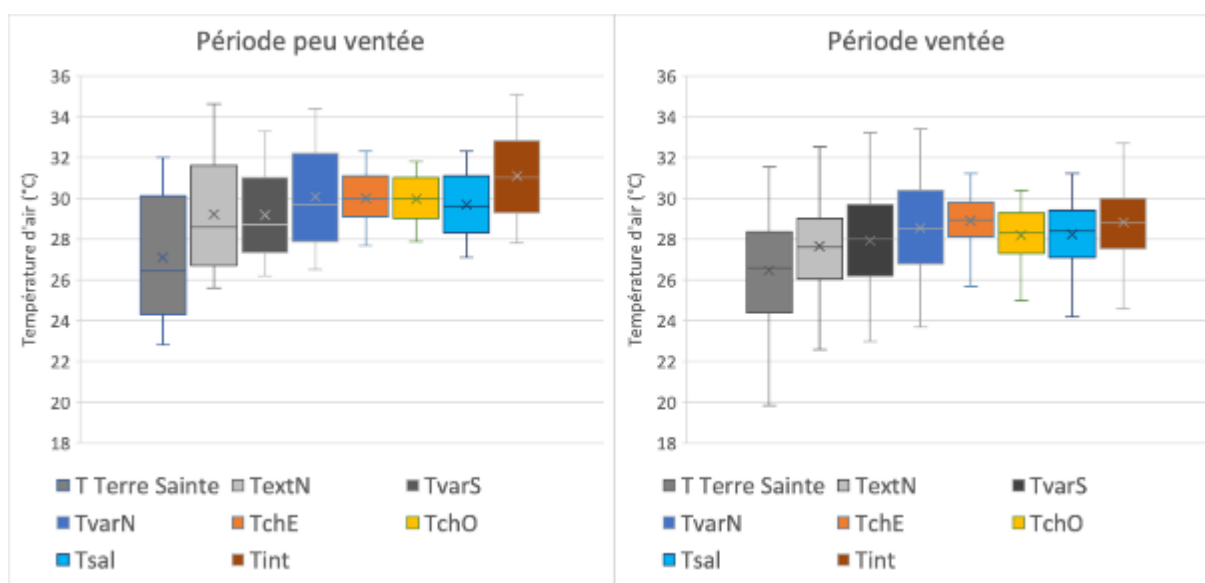 Période peu ventée
Température d'air (°C)
36
34
32
30
28
26
24
22
20
18
T Terre Sainte TextN TvarS
TvarN TchE TchO
Tsal Tint
Période ventée
Température d'air (°C)
36
34
32
30
28
26
24
22
20
18
T Terre Sainte TextN TvarS
TvarN TchE TchO
Tsal Tint